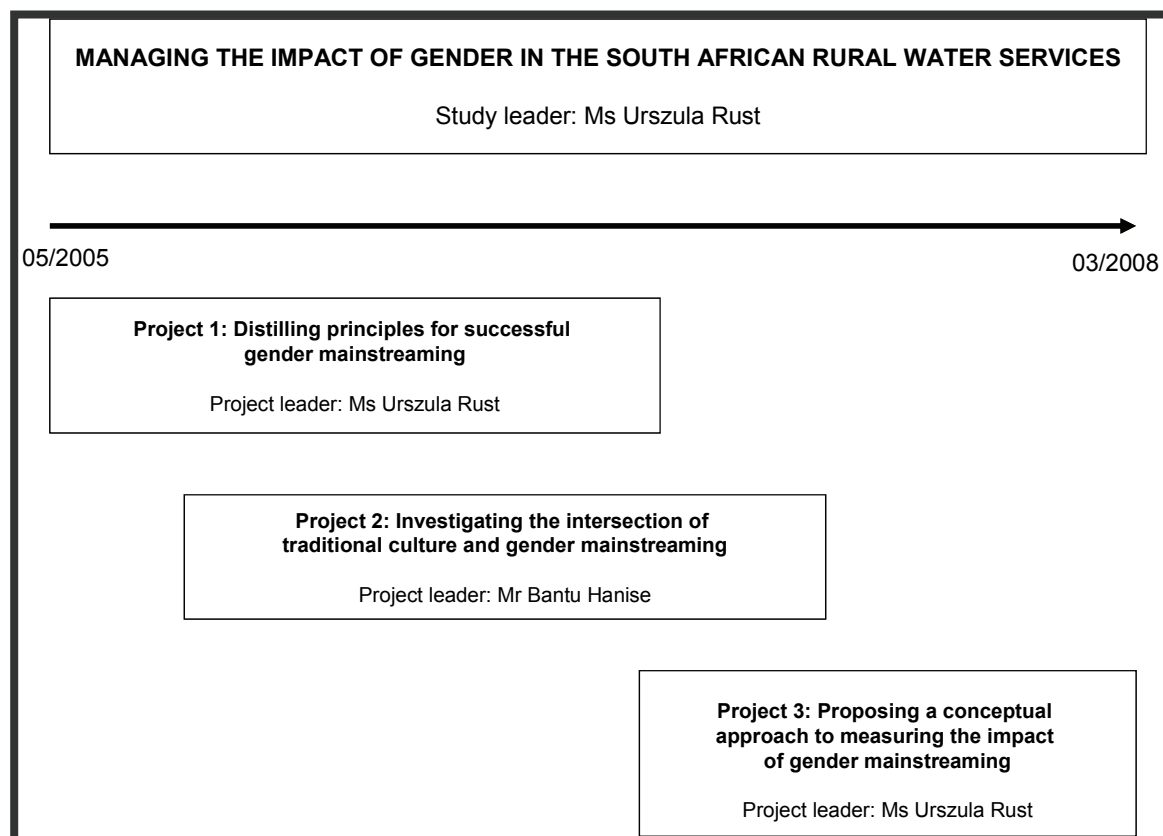 MANAGING THE IMPACT OF GENDER IN THE SOUTH AFRICAN RURAL WATER SERVICES
Study leader: Ms Urszula Rust
05/2005
03/2008
Project 1: Distilling principles for successful
gender mainstreaming
Project leader: Ms Urszula Rust
Project 2: Investigating the intersection of
traditional culture and gender mainstreaming
Project leader: Mr Bantu Hanise
Project 3: Proposing a conceptual
approach to measuring the impact
of gender mainstreaming
Project leader: Ms Urszula Rust